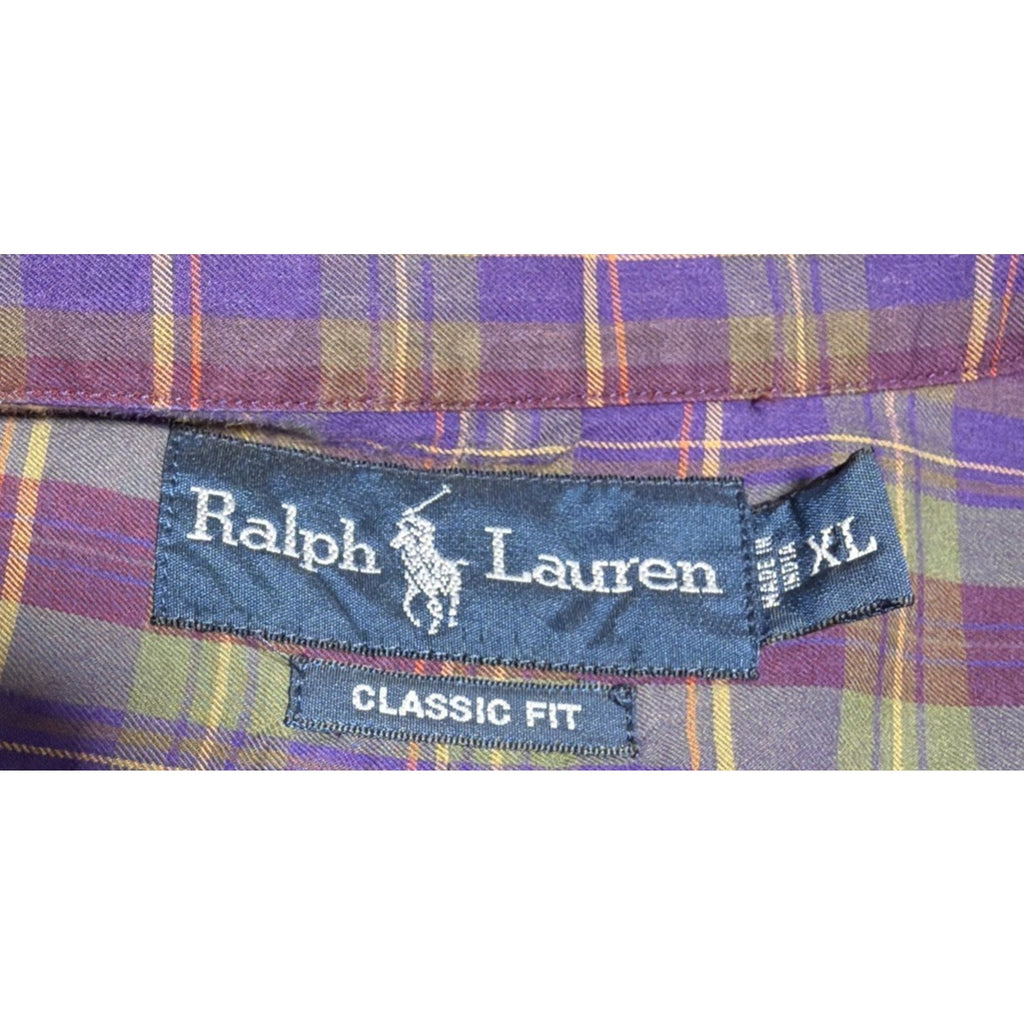 Ralph Lauren
MADE IN
INDIA
XL
CLASSIC FIT